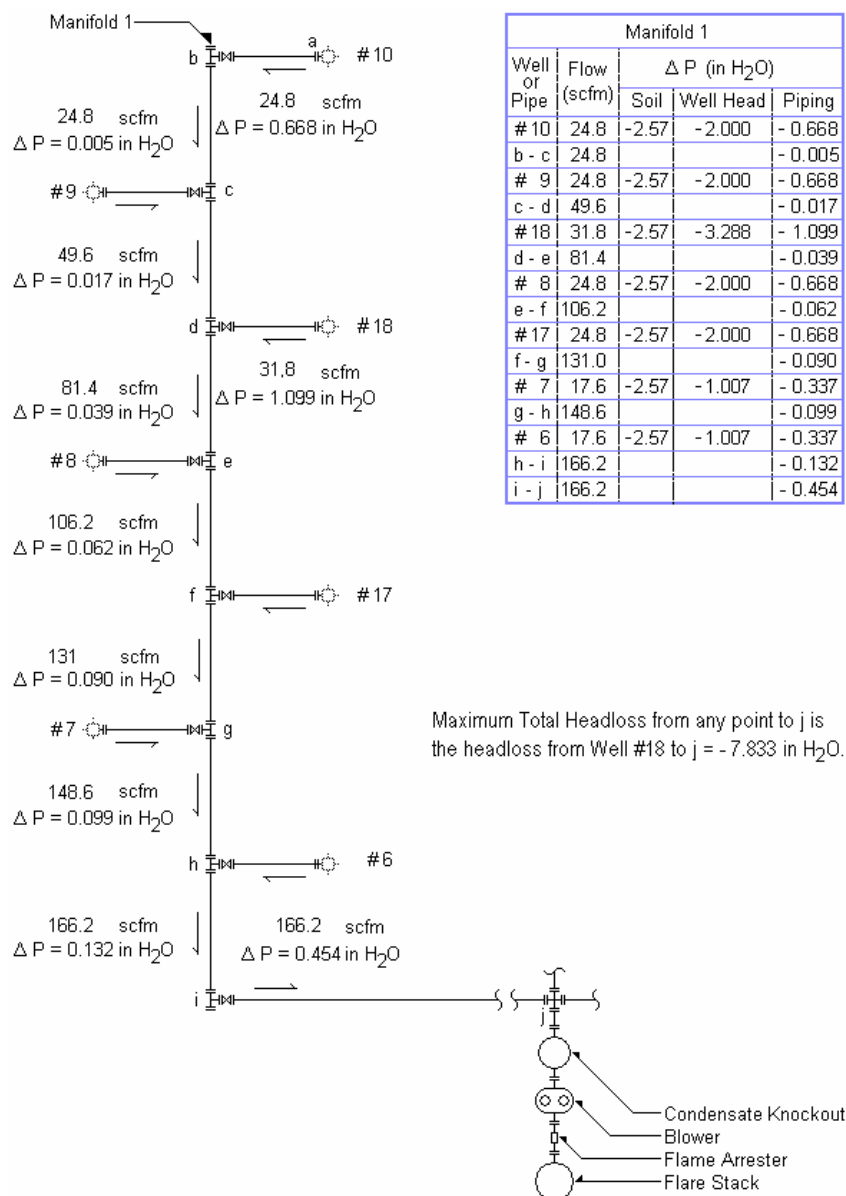 Manifold 1
b
a
#10
24.8 scfm
Δ P = 0.005 in H2O
24.8 scfm
Δ P = 0.668 in H2O
#9
c
49.6 scfm
Δ P = 0.017 in H2O
d
#18
31,8 scfm
Δ P = 1.099 in H2O
81.4 scfm
Δ P = 0.039 in H2O
#8
e
106.2 scfm
Δ P = 0.062 in H2O
f
#17
131 scfm
Δ P = 0.090 in H2O
#7
g
148.6 scfm
Δ P = 0.099 in H2O
h
#6
166.2 scfm
Δ P = 0.132 in H2O
166.2 scfm
Δ P = 0.454 in H2O
i
j
Condensate Knockout
Blower
Flame Arrester
Flare Stack
Manifold 1
Well or Pipe Flow (scfm) Δ P (in H2O)
Soil Well Head Piping
#10 24.8 -2.57 -2.000 - 0.668
b - c 24.8 - 0.005
# 9 24.8 -2.57 -2.000 - 0.668
c - d 49.6 - 0.017
#18 31.8 -2.57 -3.288 - 1.099
d - e 81.4 - 0.039
# 8 24.8 -2.57 -2.000 - 0.668
e - f 106.2 - 0.062
#17 24.8 -2.57 -2.000 - 0.668
f - g 131.0 - 0.090
# 7 17.6 -2.57 -1.007 - 0.337
g - h 148.6 - 0.099
# 6 17.6 -2.57 -1.007 - 0.337
h - i 166.2 - 0.132
i - j 166.2 - 0.454
Maximum Total Headloss from any point to j is
the headloss from Well #18 to j = - 7.833 in H2O.